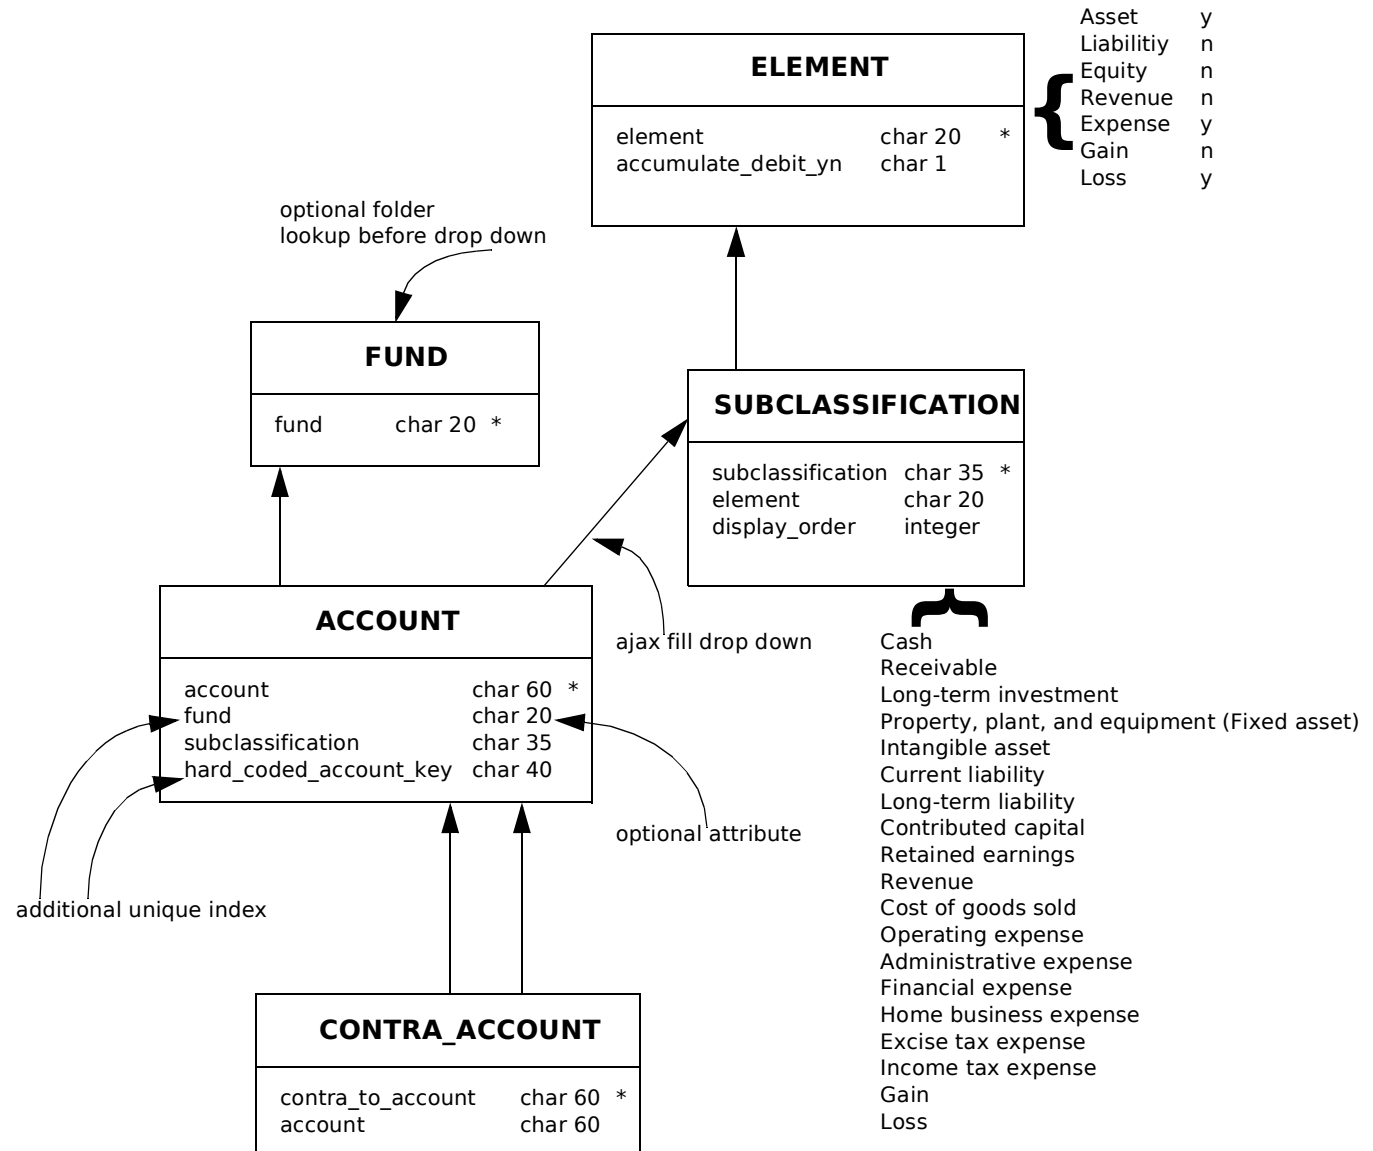 Asset y
Liabilitiy n
Equity n
Revenue n
Expense y
Gain n
Loss y
ELEMENT
element char 20 *
accumulate_debit_yn char 1
optional folder
lookup before drop down
FUND
fund char 20 *
SUBCLASSIFICATION
subclassification char 35 *
element char 20
display_order integer
ajax fill drop down
ACCOUNT
account char 60 *
fund char 20
subclassification char 35
hard_coded_account_key char 40
optional attribute
additional unique index
Cash
Receivable
Long-term investment
Property, plant, and equipment (Fixed asset)
Intangible asset
Current liability
Long-term liability
Contributed capital
Retained earnings
Revenue
Cost of goods sold
Operating expense
Administrative expense
Financial expense
Home business expense
Excise tax expense
Income tax expense
Gain
Loss
CONTRA_ACCOUNT
contra_to_account char 60 *
account char 60